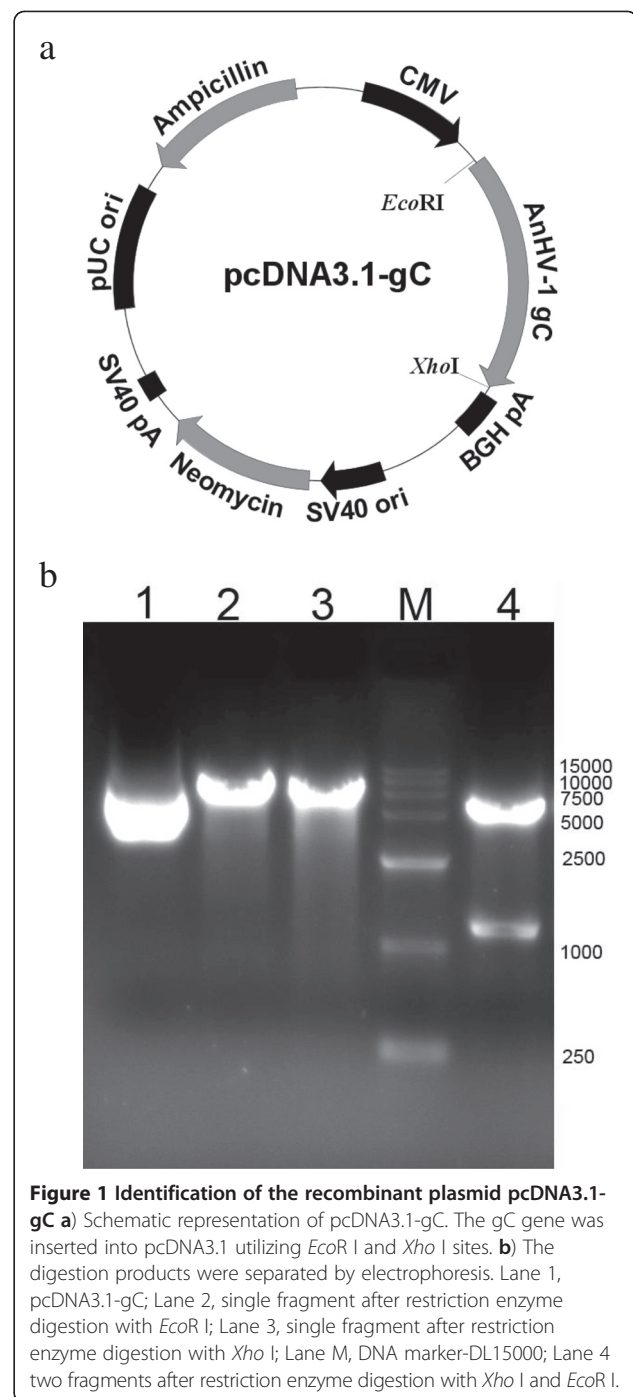 a
Ampicillin
CMV
EcoRI
pUC ori
AnHV-1 gC
pcDNA3.1-gC
XhoI
SV40 pA
BGH pA
Neomycin
SV40 ori
b
1 2 3 M 4
15000
10000
7500
5000
2500
1000
250
Figure 1 Identification of the recombinant plasmid pcDNA3.1-
gC a) Schematic representation of pcDNA3.1-gC. The gC gene was
inserted into pcDNA3.1 utilizing EcoR I and Xho I sites. b) The
digestion products were separated by electrophoresis. Lane 1,
pcDNA3.1-gC; Lane 2, single fragment after restriction enzyme
digestion with EcoR I; Lane 3, single fragment after restriction
enzyme digestion with Xho I; Lane M, DNA marker-DL15000; Lane 4
two fragments after restriction enzyme digestion with Xho I and EcoR I.